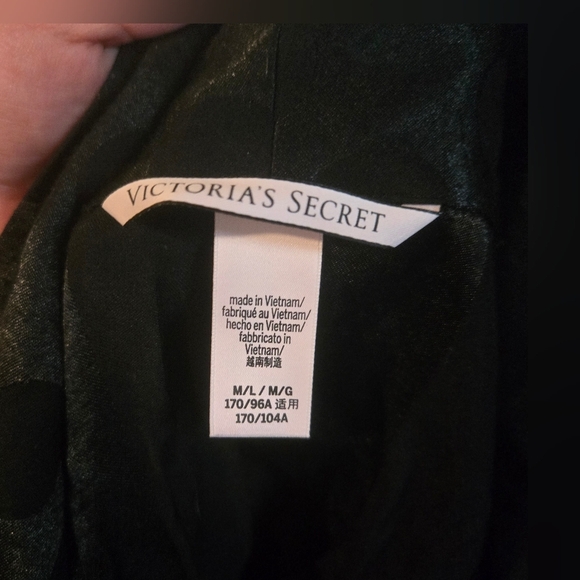 VICTORIA'S SECRET
made in Vietnam/
fabriqué au Vietnam/
hecho en Vietnam/
fabbricato in
Vietnam/
越南制造
M/L / M/G
170/96A 适用
170/104A